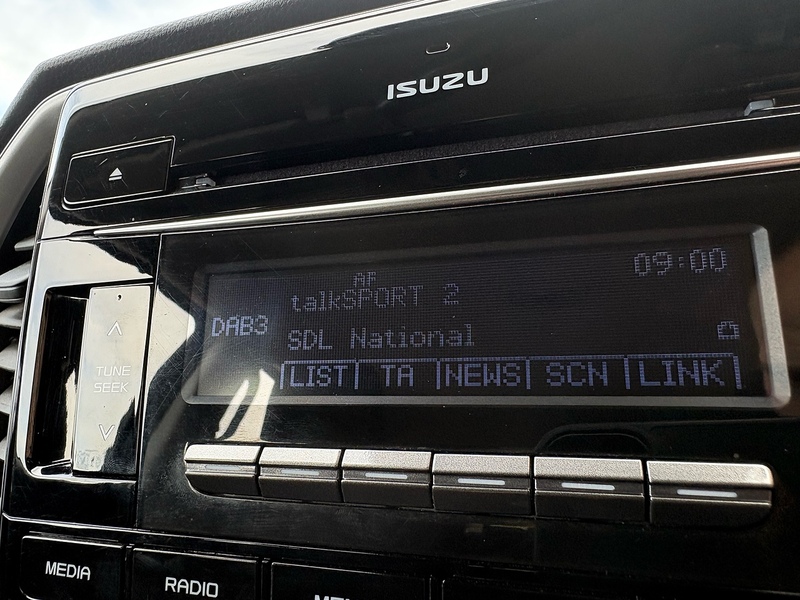 ISUZU
AF
09:00
talkSPORT 2
DAB3
SDL National
LIST TA NEWS SCN LINK
TUNE
SEEK
MEDIA
RADIO